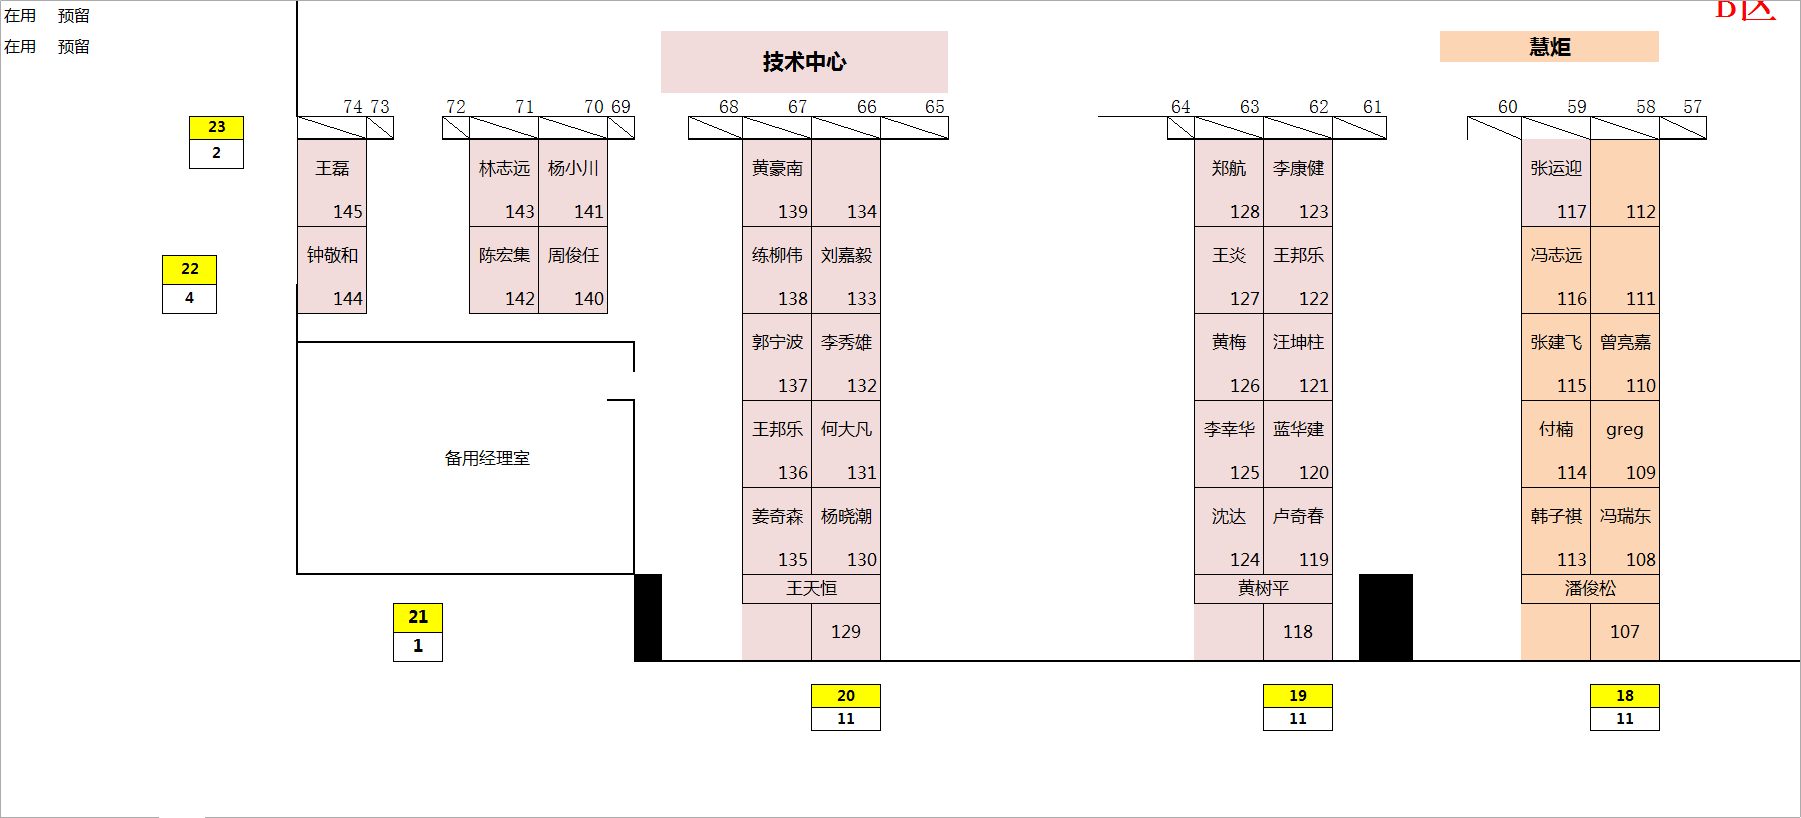 在用 预留
B区
在用 预留
技术中心
慧炬
74 73 72 71 70 69 68 67 66 65 64 63 62 61 60 59 58 57
23
2
王磊 林志远 杨小川 黄豪南 郑航 李康健 张运迎
145 143 141 139 134 128 123 117 112
钟敬和 陈宏集 周俊任 练柳伟 刘嘉毅 王炎 王邦乐 冯志远
22
4
144 142 140 138 133 127 122 116 111
郭宁波 李秀雄 黄梅 汪坤柱 张建飞 曾亮嘉
137 132 126 121 115 110
王邦乐 何大凡 李幸华 蓝华建 付楠 greg
备用经理室
136 131 125 120 114 109
姜奇森 杨晓潮 沈达 卢奇春 韩子祺 冯瑞东
135 130 124 119 113 108
王天恒 黄树平 潘俊松
21
1
129 118 107
20 19 18
11 11 11